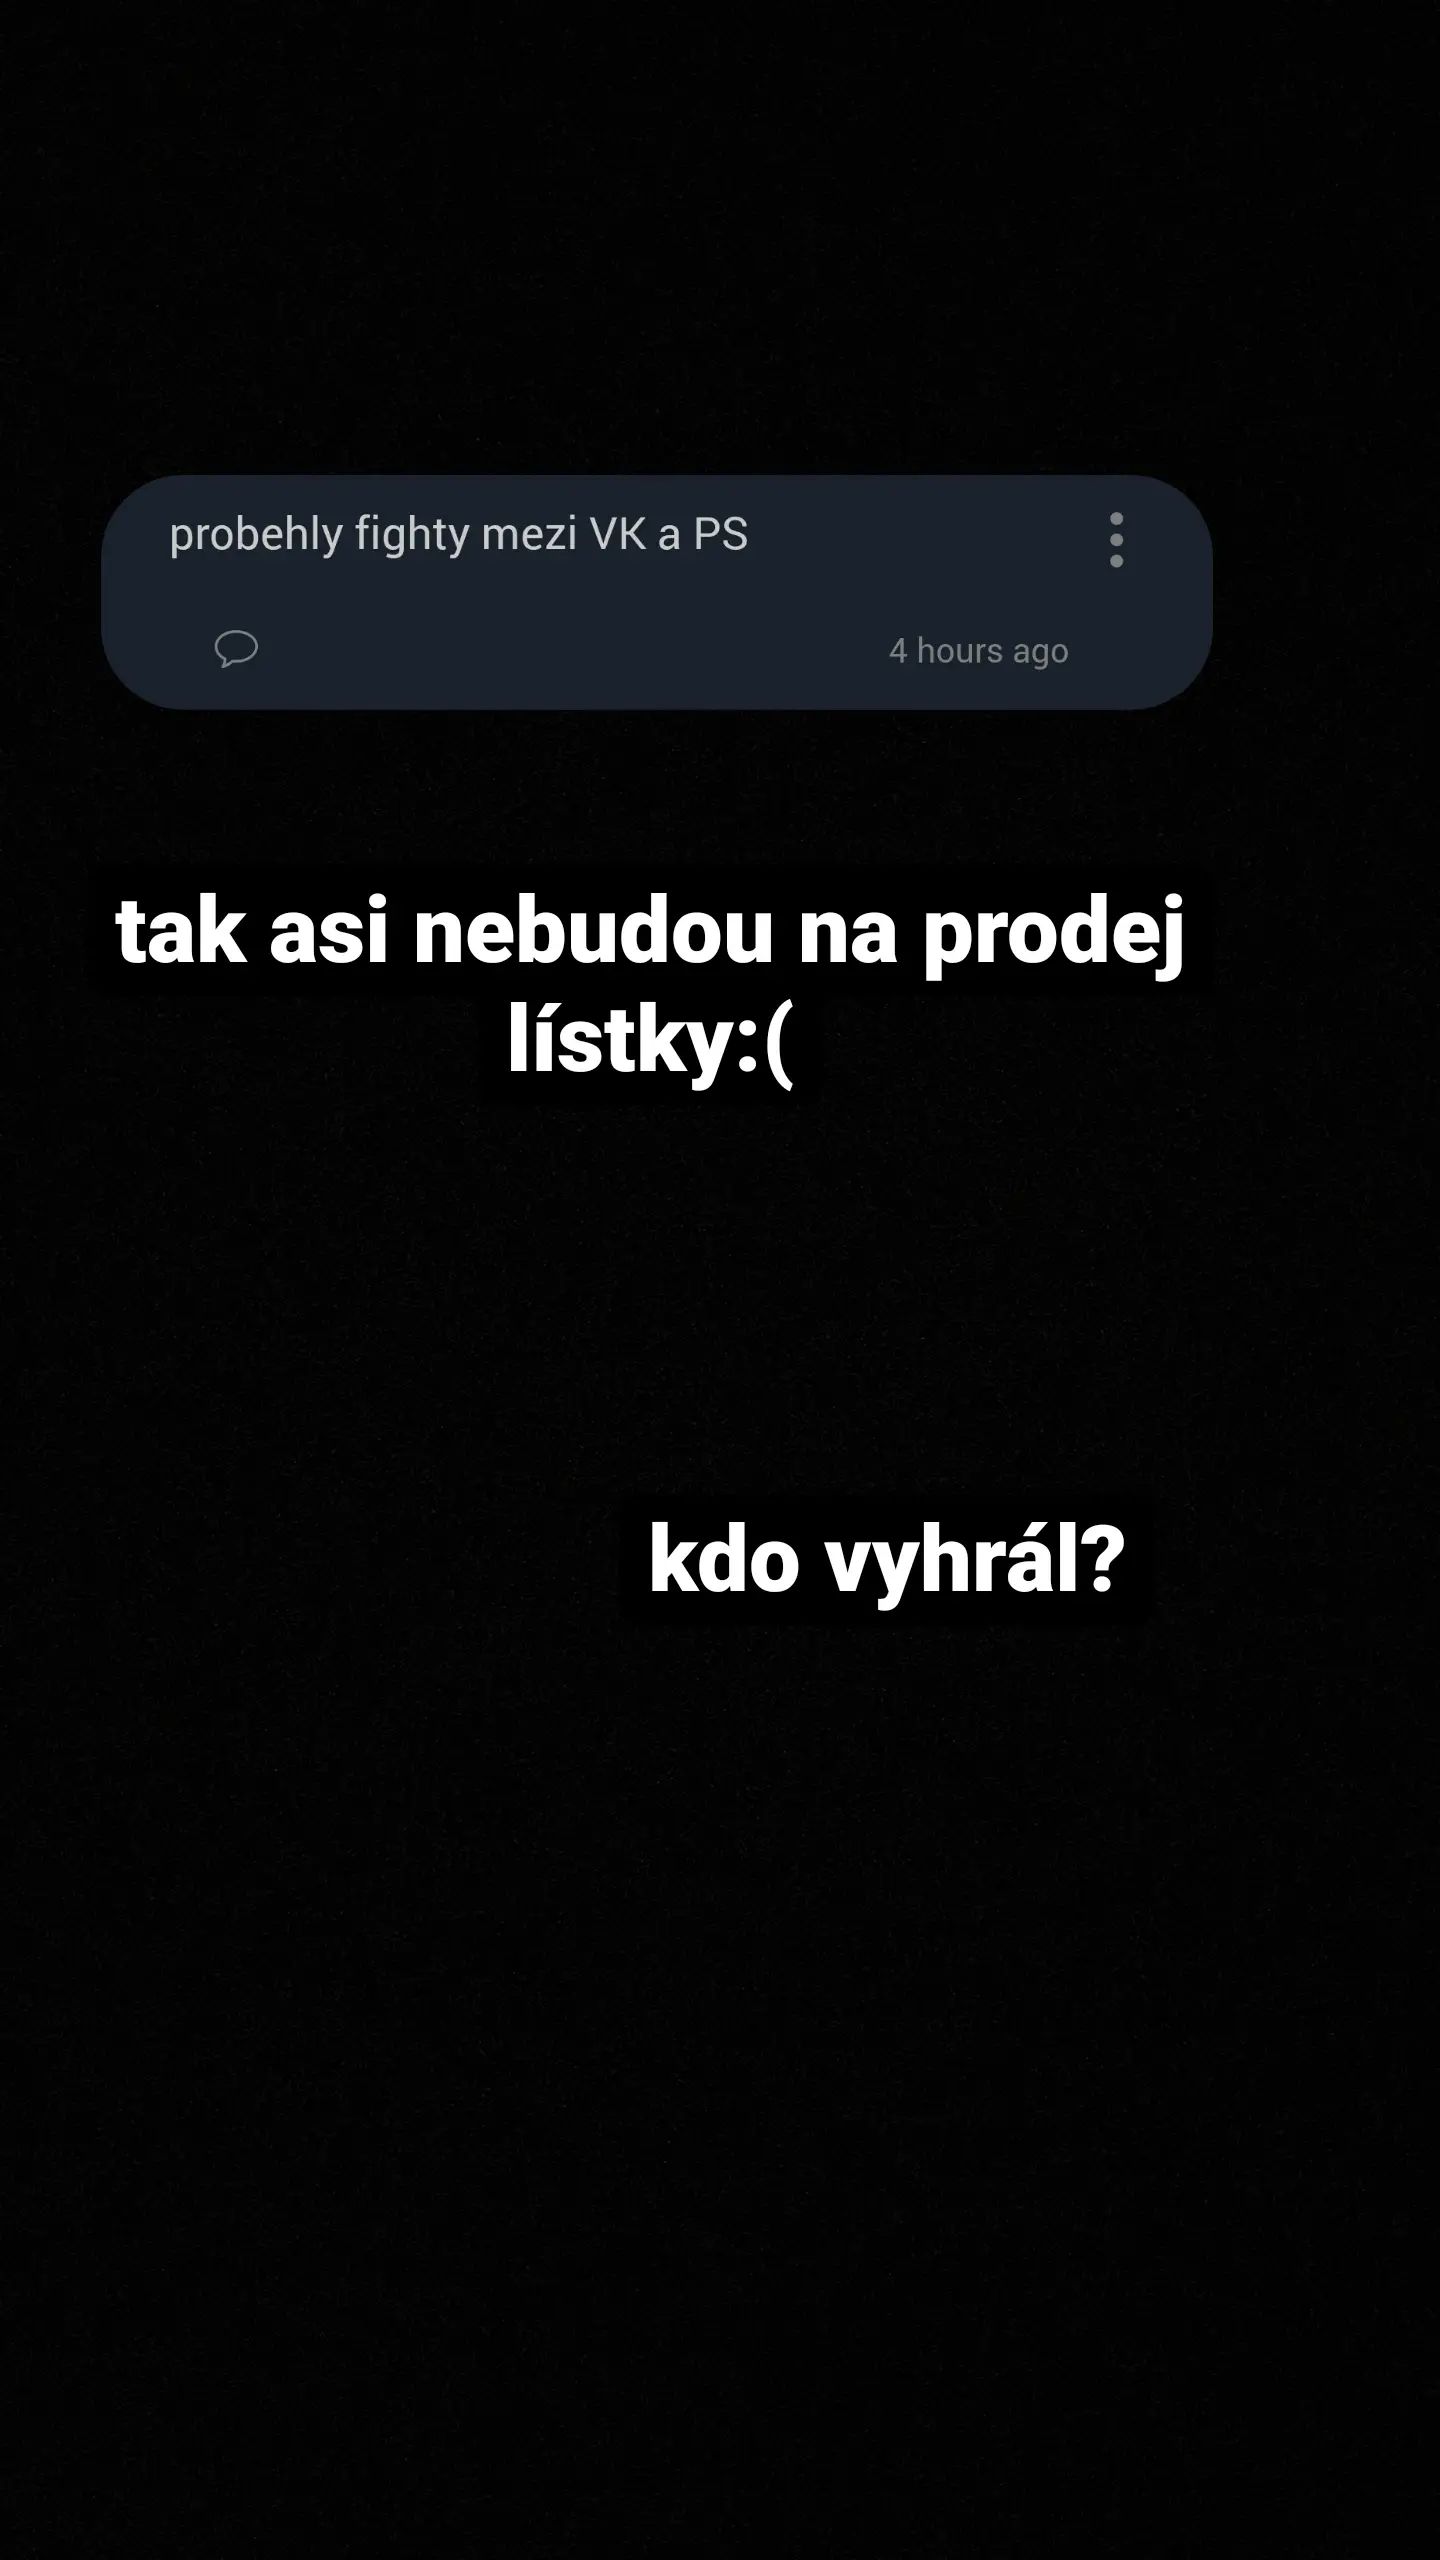 probehly fighty mezi VK a PS
4 hours ago
tak asi nebudou na prodej
lístky:(
kdo vyhrál?